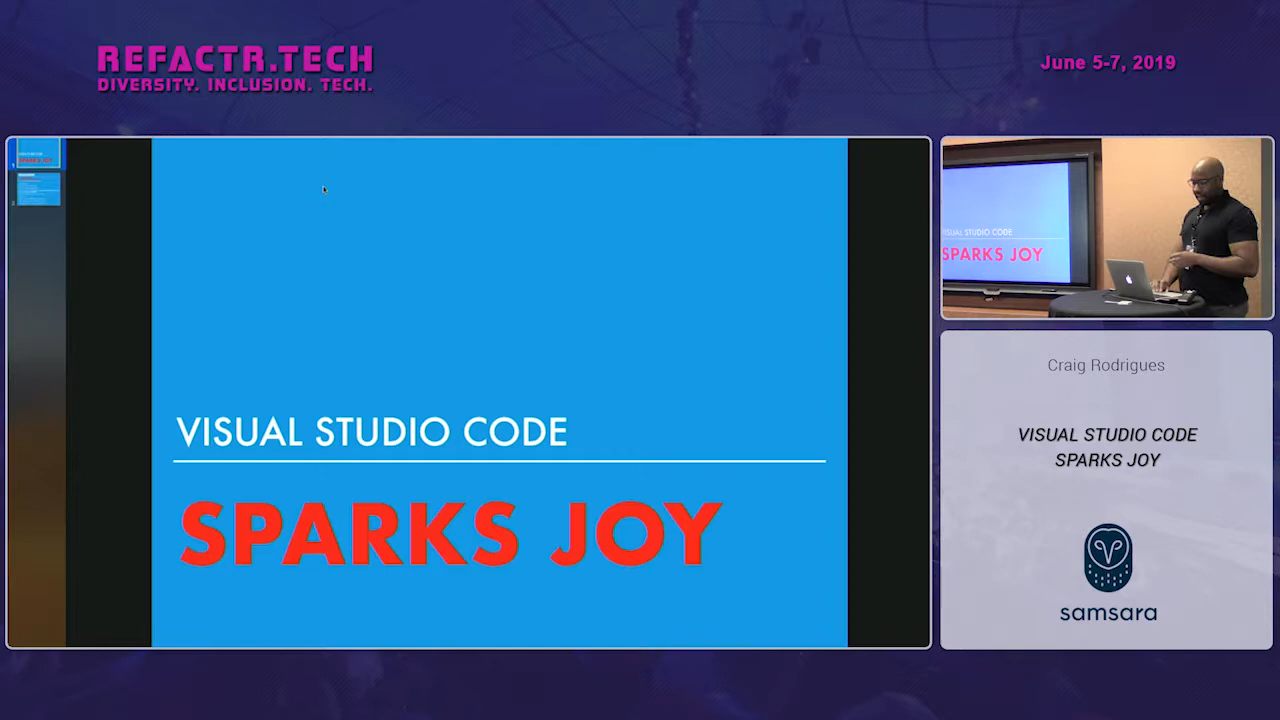 REFACTR.TECH
DIVERSITY. INCLUSION. TECH.
June 5-7, 2019
VISUAL STUDIO CODE
SPARKS JOY
VISUAL STUDIO CODE
SPARKS JOY
Craig Rodrigues
VISUAL STUDIO CODE
SPARKS JOY
samsara